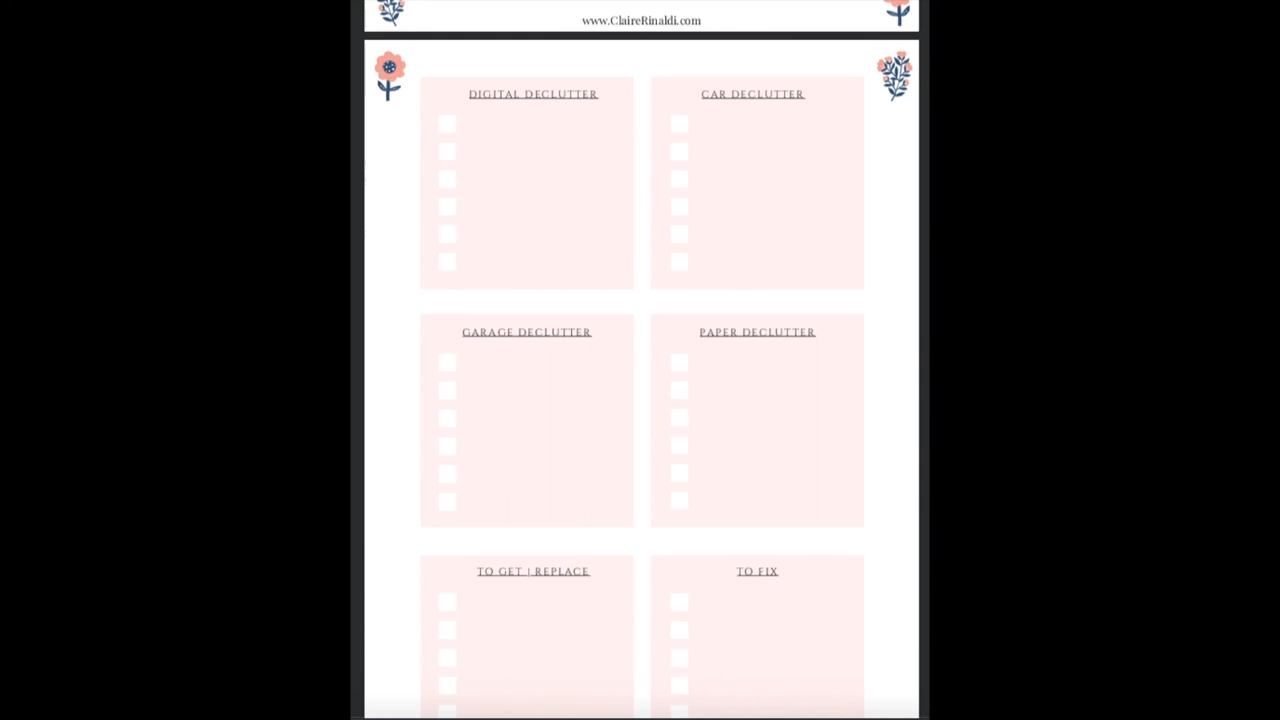 www.ClaireRinaldi.com
DIGITAL DECLUTTER
CAR DECLUTTER
GARAGE DECLUTTER
PAPER DECLUTTER
TO GET | REPLACE
TO FIX